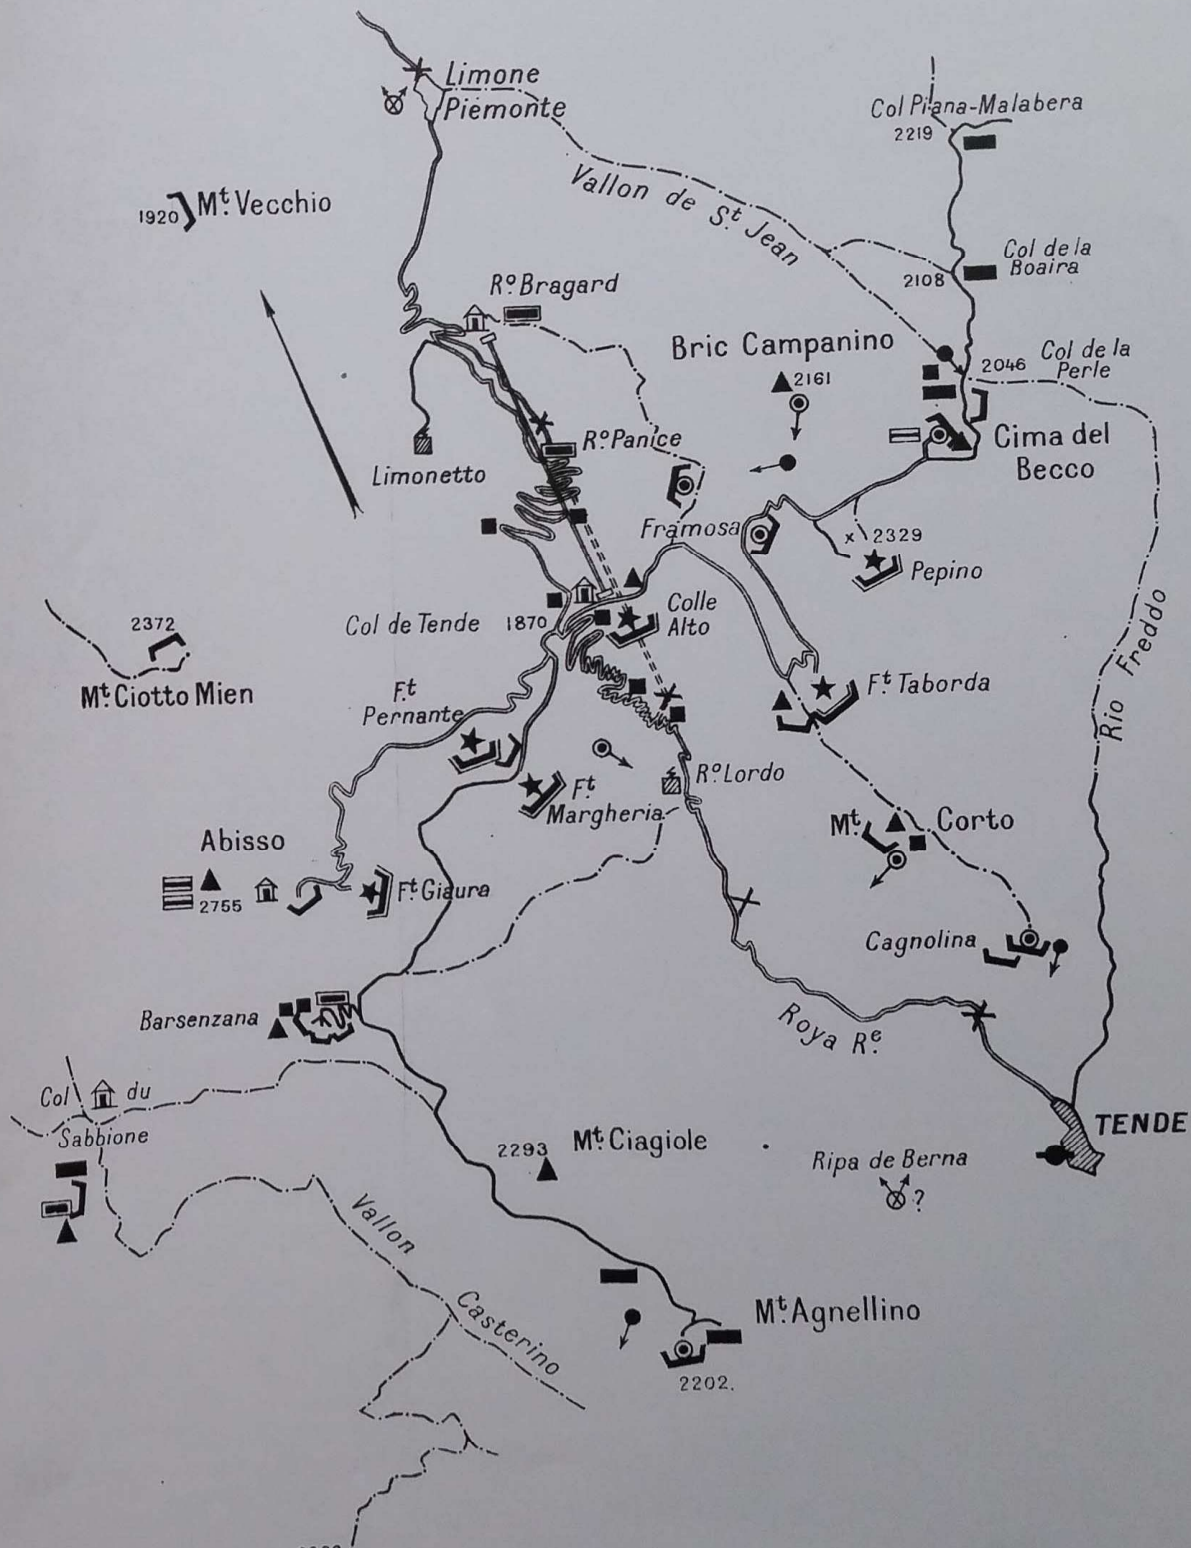 Limone
Piemonte
Col Piana-Malabera
2219
1920 Mt. Vecchio
Vallon de St. Jean
Col de la
Boaira
2108
Ro. Bragard
Bric Campanino
2161
2046 Col de la
Perle
Cima del
Becco
Ro. Panice
Limonetto
Framosa
x 2329
Pepino
Col de Tende 1870
Colle
Alto
2372
Mt. Ciotto Mien
Rio Freddo
Ft.
Pernante
Ft. Taborda
Ro. Lordo
Ft.
Margheria
Mt. Corto
Abisso
2755
Ft. Giaura
Cagnolina
Barsenzana
Roya Re.
Col du
Sabbione
TENDE
2293 Mt. Ciagiole
Ripa de Berna
?
Vallon
Casterino
Mt. Agnellino
2202.